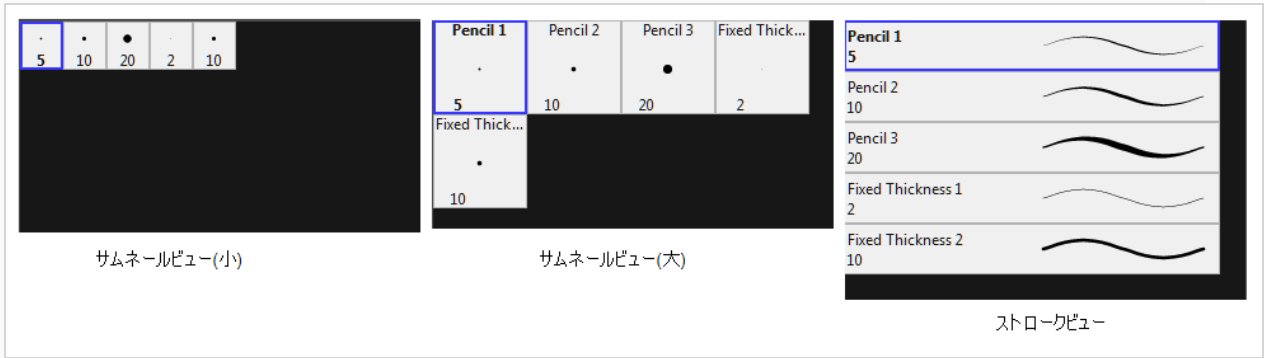 5 10 20 2 10
サムネールビュー(小)
Pencil 1 Pencil 2 Pencil 3 Fixed Thick...
5 10 20 2
Fixed Thick...
10
サムネールビュー(大)
Pencil 1
5
Pencil 2
10
Pencil 3
20
Fixed Thickness 1
2
Fixed Thickness 2
10
ストロークビュー